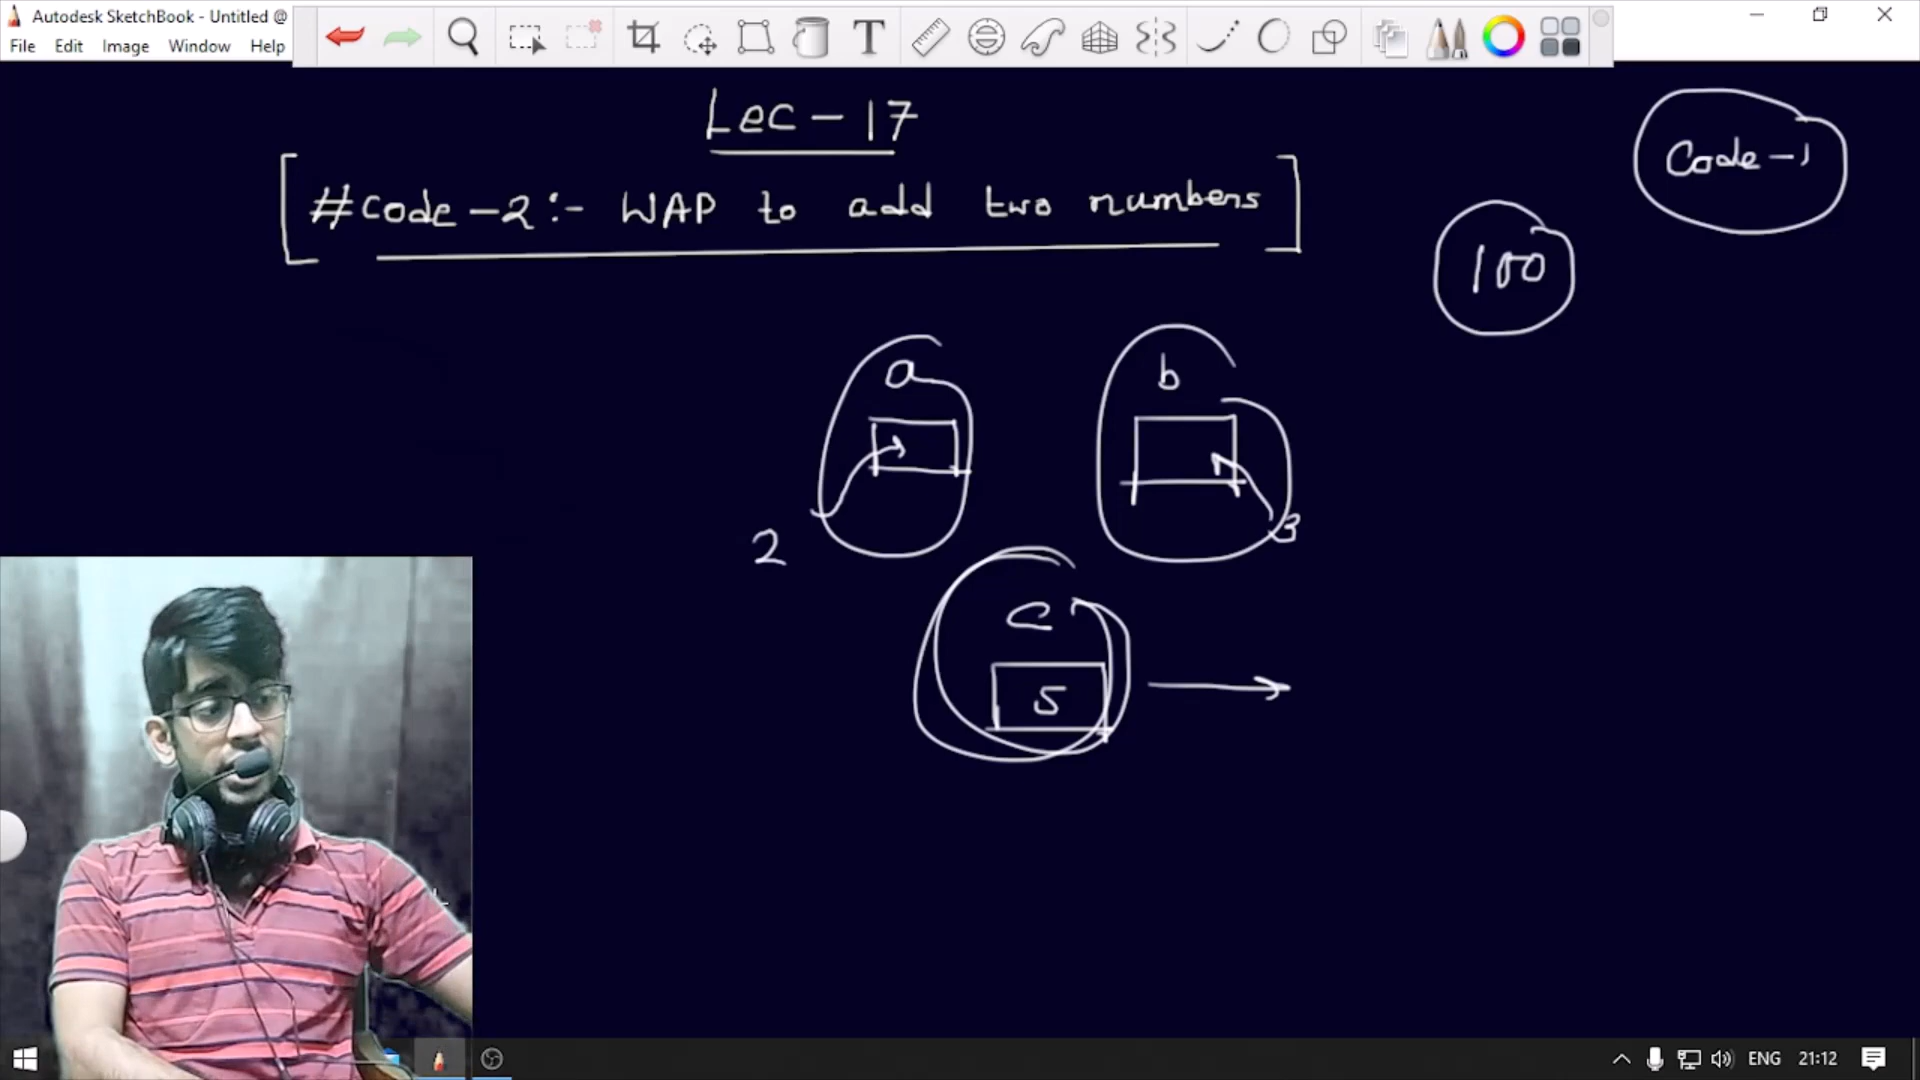 Autodesk SketchBook - Untitled @
File Edit Image Window Help
T
Lec - 17
Code - 1
#code - 2 :- WAP to add two numbers
100
a
b
2
3
c
5
ENG 21:12